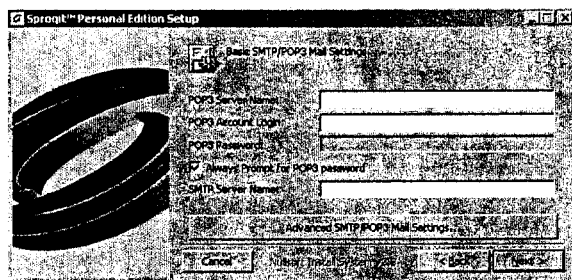 Sproqit™ Personal Edition Setup
Basic SMTP/POP3 Mail Settings
POP3 Server Name:
POP3 Account Login:
POP3 Password:
Always Prompt for POP3 password
SMTP Server Name:
Advanced SMTP/POP3 Mail Settings...
Cancel
< Back
Next >